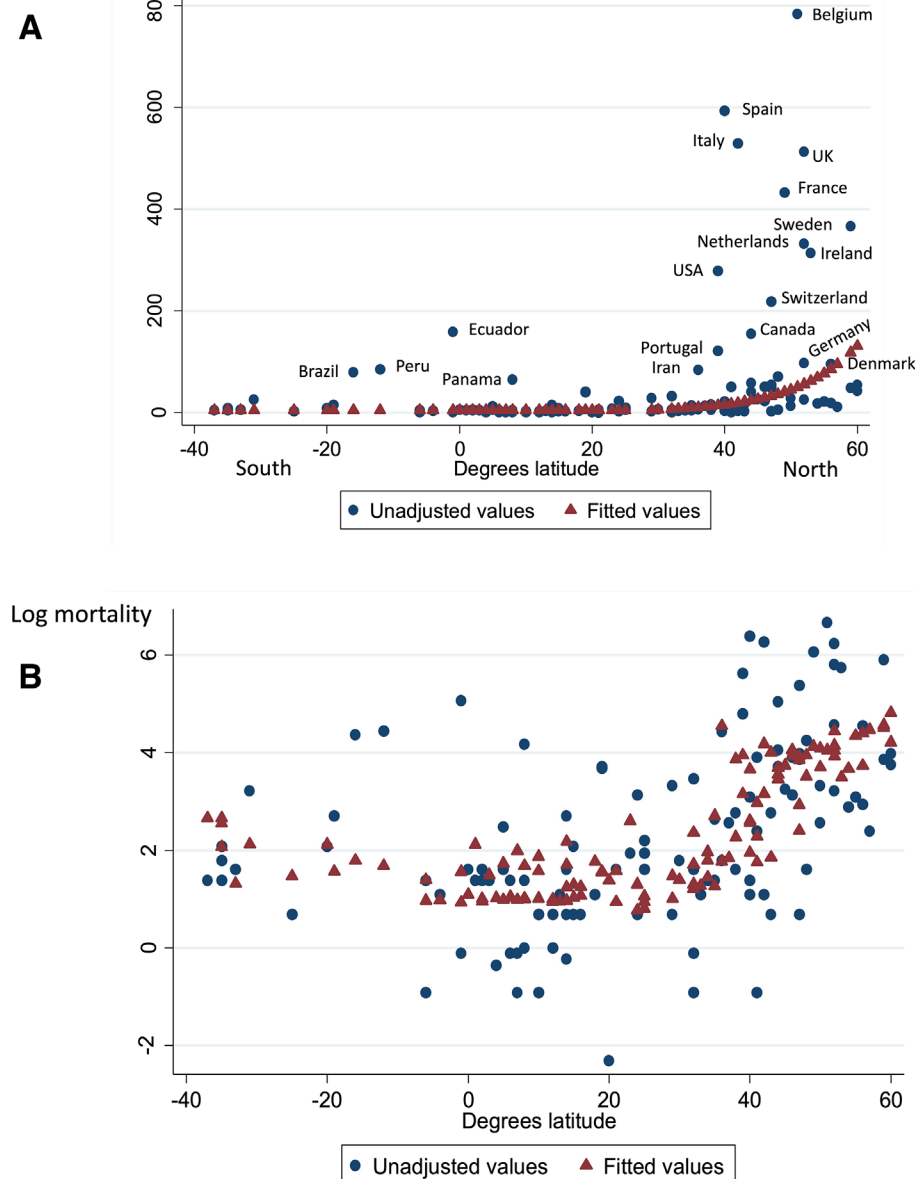 A
80
Belgium
600
Spain
Italy
UK
400
France
Sweden
Netherlands
Ireland
USA
200
Switzerland
Ecuador
Canada
Germany
Portugal
Brazil
Peru
Iran
Denmark
Panama
0
-40 -20 0 20 40 60
South Degrees latitude North
Unadjusted values Fitted values
Log mortality
B
6
4
2
0
-2
-40 -20 0 20 40 60
Degrees latitude
Unadjusted values Fitted values